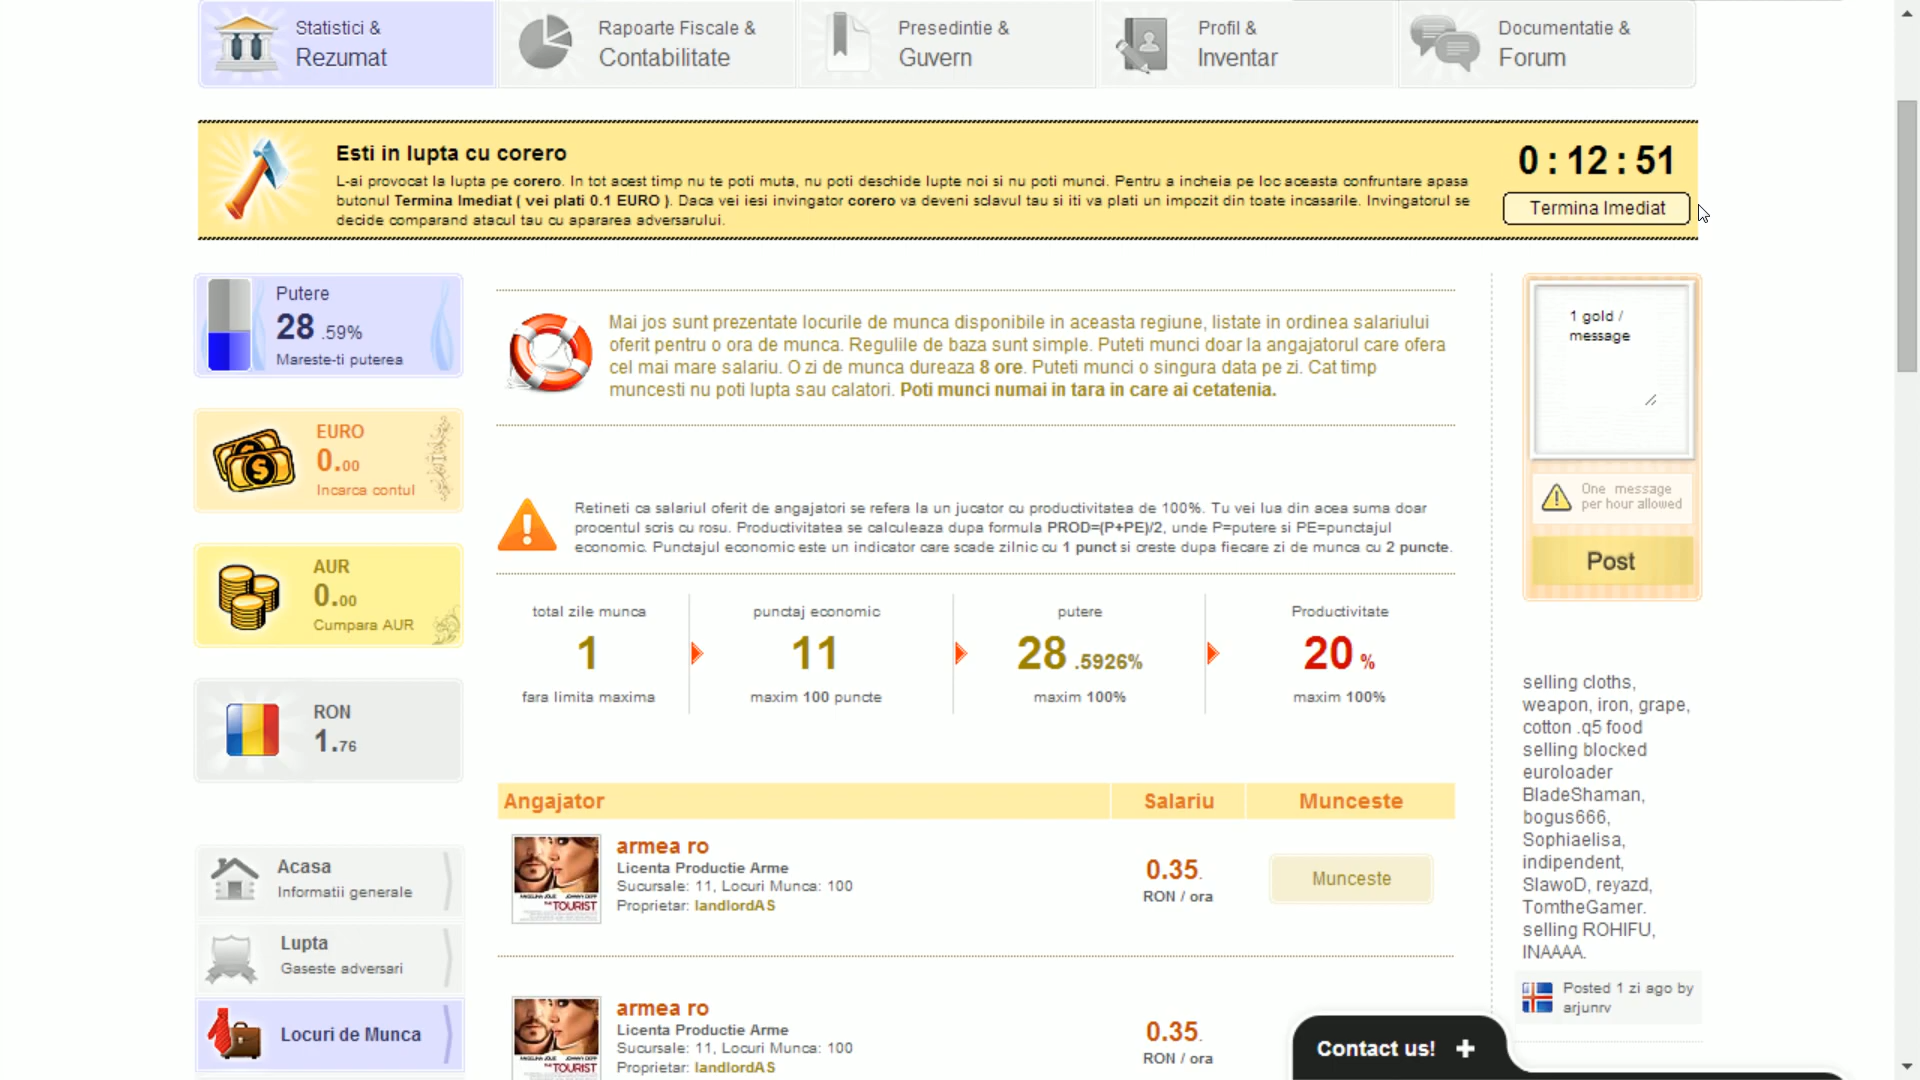 Statistici &
Rezumat
Rapoarte Fiscale &
Contabilitate
Presedintie &
Guvern
Profil &
Inventar
Documentatie &
Forum
Esti in lupta cu corero
L-ai provocat la lupta pe corero. In tot acest timp nu te poti muta, nu poti deschide lupte noi si nu poti munci. Pentru a incheia pe loc aceasta confruntare apasa
butonul Termina Imediat ( vei plati 0.1 EURO ). Daca vei iesi invingator corero va deveni sclavul tau si iti va plati un impozit din toate incasarile. Invingatorul se
decide comparand atacul tau cu apararea adversarului.
0 : 12 : 51
Termina Imediat
Putere
28 .59%
Mareste-ti puterea
EURO
0.00
Incarca contul
AUR
0.00
Cumpara AUR
RON
1.76
Acasa
Informatii generale
Lupta
Gaseste adversari
Locuri de Munca
Mai jos sunt prezentate locurile de munca disponibile in aceasta regiune, listate in ordinea salariului
oferit pentru o ora de munca. Regulile de baza sunt simple. Puteti munci doar la angajatorul care ofera
cel mai mare salariu. O zi de munca dureaza 8 ore. Puteti munci o singura data pe zi. Cat timp
muncesti nu poti lupta sau calatori. Poti munci numai in tara in care ai cetatenia.
Retineti ca salariul oferit de angajatori se refera la un jucator cu productivitatea de 100%. Tu vei lua din acea suma doar
procentul scris cu rosu. Productivitatea se calculeaza dupa formula PROD=(P+PE)/2, unde P=putere si PE=punctajul
economic. Punctajul economic este un indicator care scade zilnic cu 1 punct si creste dupa fiecare zi de munca cu 2 puncte.
total zile munca
1
fara limita maxima
punctaj economic
11
maxim 100 puncte
putere
28 .5926%
maxim 100%
Productivitate
20 %
maxim 100%
Angajator
Salariu
Munceste
armea ro
Licenta Productie Arme
Sucursale: 11, Locuri Munca: 100
Proprietar: landlordAS
0.35.
RON / ora
Munceste
armea ro
Licenta Productie Arme
Sucursale: 11, Locuri Munca: 100
Proprietar: landlordAS
0.35.
RON / ora
1 gold /
message
One message
per hour allowed
Post
selling cloths,
weapon, iron, grape,
cotton .q5 food
selling blocked
euroloader
BladeShaman,
bogus666,
Sophiaelisa,
indipendent,
SlawoD, reyazd,
TomtheGamer.
selling ROHIFU,
INAAAA.
Posted 1 zi ago by
arjunrv
Contact us! +